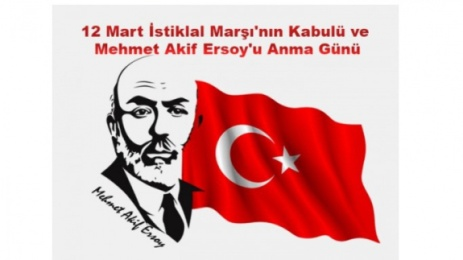 12 Mart İstiklal Marşı'nın Kabulü ve
Mehmet Akif Ersoy'u Anma Günü
Mehmet Akif Ersoy